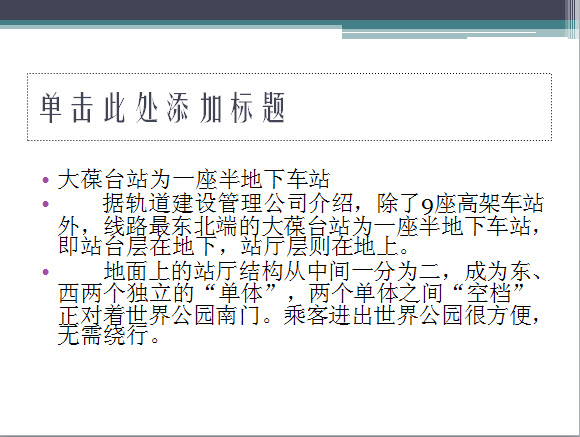 单击此处添加标题
• 大葆台站为一座半地下车站
• 据轨道建设管理公司介绍，除了9座高架车站
外，线路最东北端的大葆台站为一座半地下车站，
即站台层在地下，站厅层则在地上。
• 地面上的站厅结构从中间一分为二，成为东、
西两个独立的“单体”，两个单体之间“空档”
正对着世界公园南门。乘客进出世界公园很方便，
无需绕行。